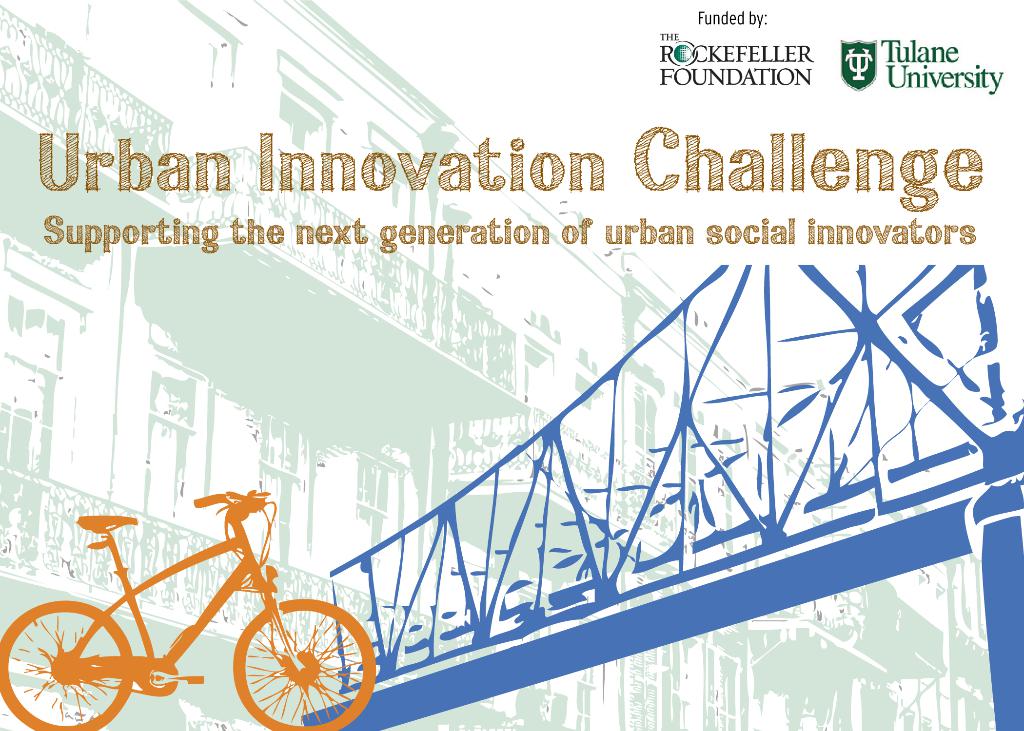 Funded by:
THE
ROCKEFELLER
FOUNDATION
Tulane
University
Urban Innovation Challenge
Supporting the next generation of urban social innovators